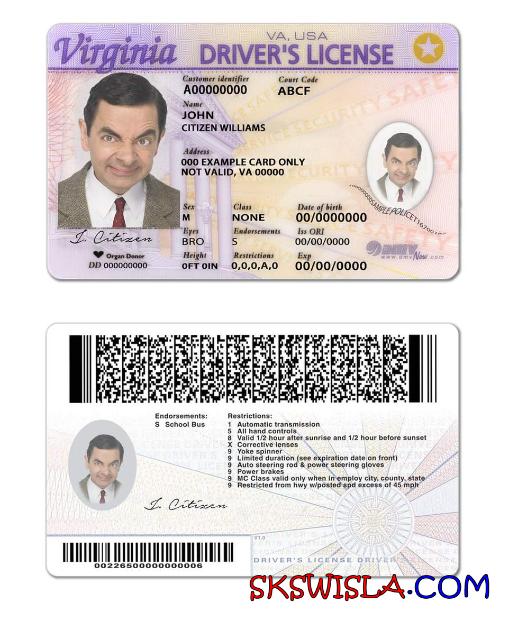 VA, USA
Virginia DRIVER'S LICENSE
Customer identifier Court Code
A00000000 ABCF
Name
JOHN
CITIZEN WILLIAMS
Address
000 EXAMPLE CARD ONLY
NOT VALID, VA 00000
Sex Class Date of birth
M NONE 00/0000000
Eyes Endorsements Iss ORI
BRO S 00/00/0000
Height Restrictions Exp
0FT 0IN 0,0,0,A,0 00/00/0000
J. Citizen
Organ Donor
DD 000000000
DMV
www.dmvNow.com
Endorsements: Restrictions:
S School Bus 1 Automatic transmission
5 All hand controls
8 Valid 1/2 hour after sunrise and 1/2 hour before sunset
X Corrective lenses
9 Yoke spinner
9 Limited duration (see expiration date on front)
9 Auto steering rod & power steering gloves
9 Power brakes
9 MC Class valid only when in employ city, county, state
9 Restricted from hwy w/posted spd excess of 45 mph
J. Citizen
V1.0
DRIVER'S LICENSE DRIVER'S
00226500000000006
SKSWISLA.COM